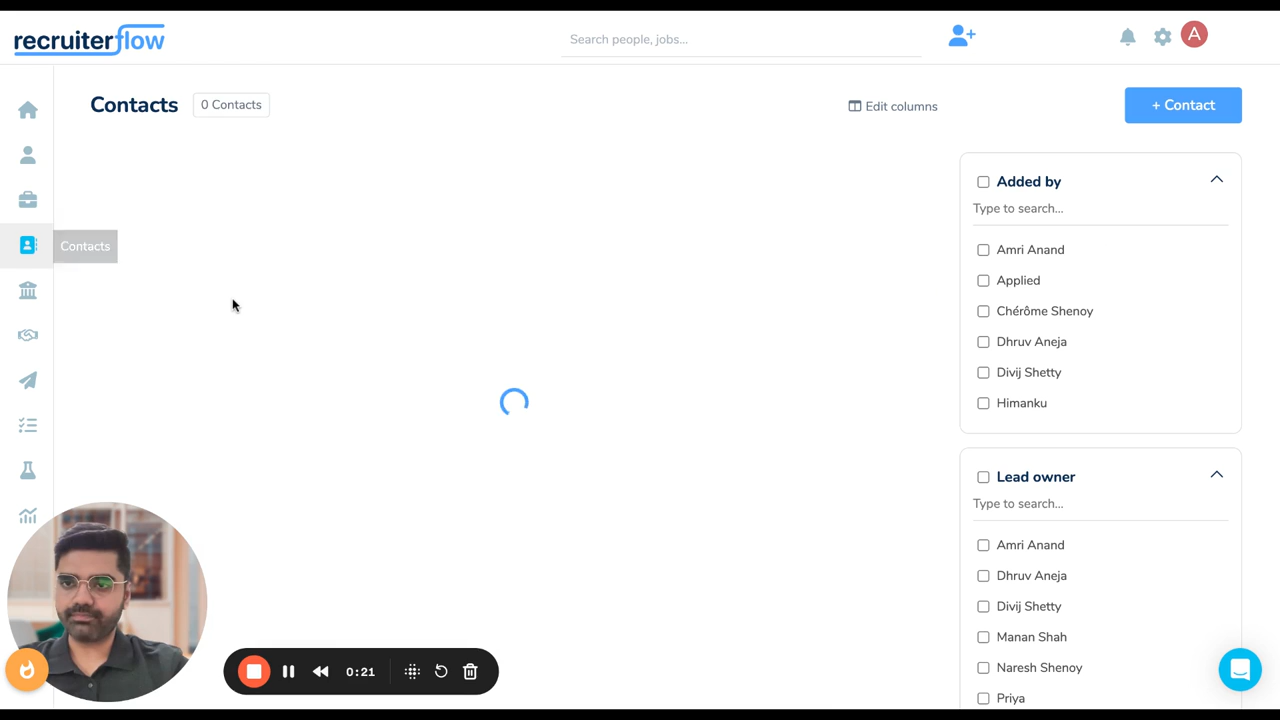 recruiterflow
Search people, jobs...
A
Contacts
0 Contacts
Edit columns
+ Contact
Contacts
Added by
Type to search...
Amri Anand
Applied
Chérôme Shenoy
Dhruv Aneja
Divij Shetty
Himanku
Lead owner
Type to search...
Amri Anand
Dhruv Aneja
Divij Shetty
Manan Shah
Naresh Shenoy
Priya
0:21